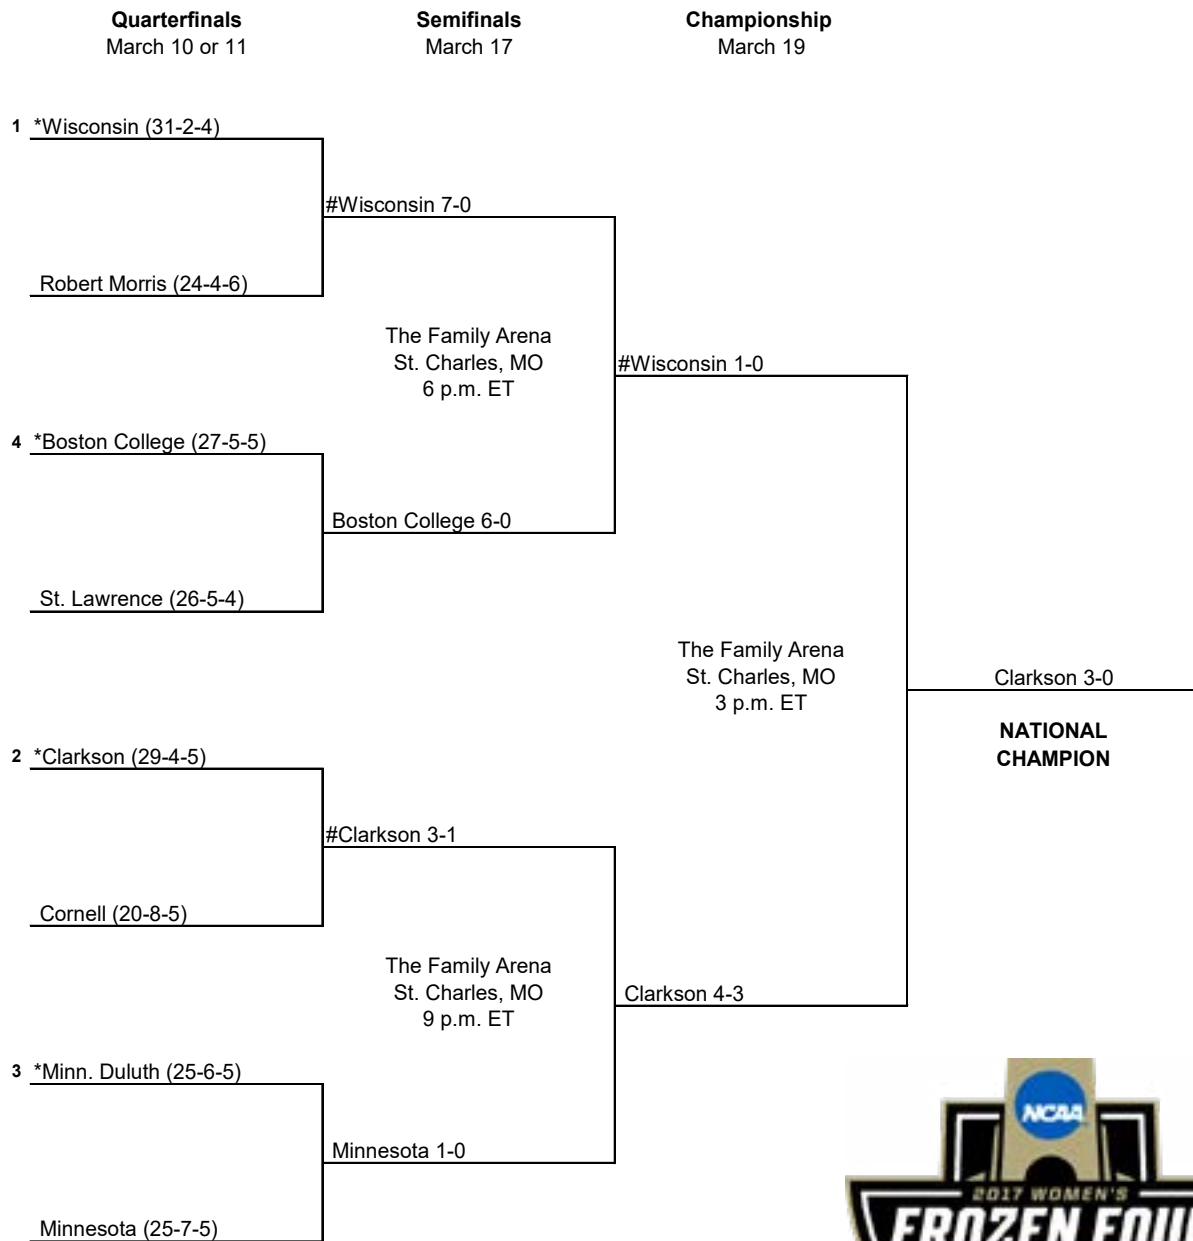 Quarterfinals
March 10 or 11
Semifinals
March 17
Championship
March 19
1 *Wisconsin (31-2-4)
#Wisconsin 7-0
Robert Morris (24-4-6)
The Family Arena
St. Charles, MO
6 p.m. ET
#Wisconsin 1-0
4 *Boston College (27-5-5)
Boston College 6-0
St. Lawrence (26-5-4)
The Family Arena
St. Charles, MO
3 p.m. ET
Clarkson 3-0
NATIONAL
CHAMPION
2 *Clarkson (29-4-5)
#Clarkson 3-1
Cornell (20-8-5)
The Family Arena
St. Charles, MO
9 p.m. ET
Clarkson 4-3
3 *Minn. Duluth (25-6-5)
Minnesota 1-0
Minnesota (25-7-5)
NCAA
2017 WOMEN'S
FROZEN FOU